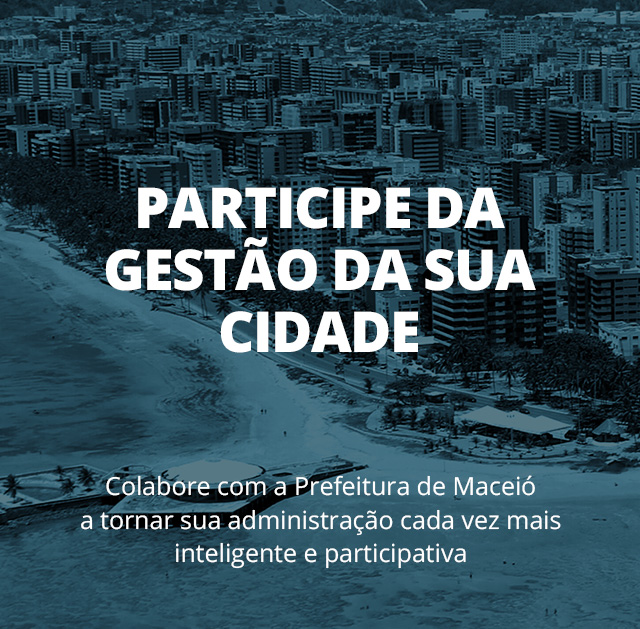 PARTICIPE DA
GESTÃO DA SUA
CIDADE
Colabore com a Prefeitura de Maceió
a tornar sua administração cada vez mais
inteligente e participativa